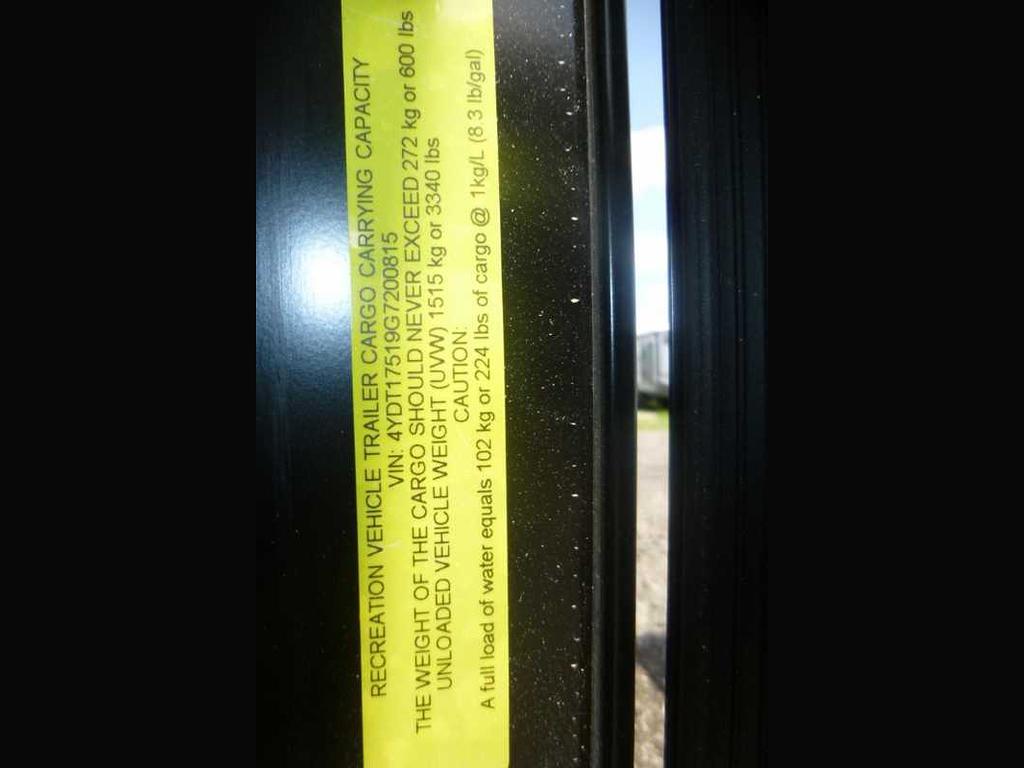 RECREATION VEHICLE TRAILER CARGO CARRYING CAPACITY
VIN: 4YDT17519G7200815
THE WEIGHT OF THE CARGO SHOULD NEVER EXCEED 272 kg or 600 lbs
UNLOADED VEHICLE WEIGHT (UVW) 1515 kg or 3340 lbs
CAUTION:
A full load of water equals 102 kg or 224 lbs of cargo @ 1kg/L (8.3 lb/gal)